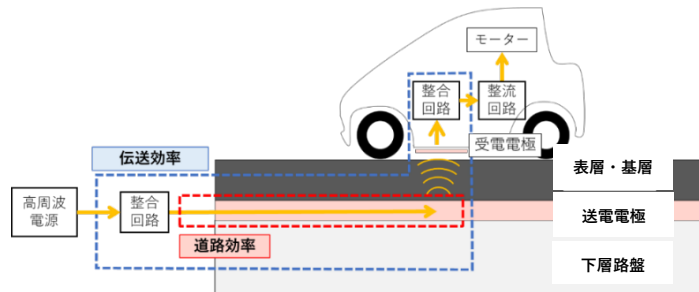 モーター
整合
回路
整流
回路
受電電極
伝送効率
表層・基層
高周波
電源
整合
回路
送電電極
道路効率
下層路盤